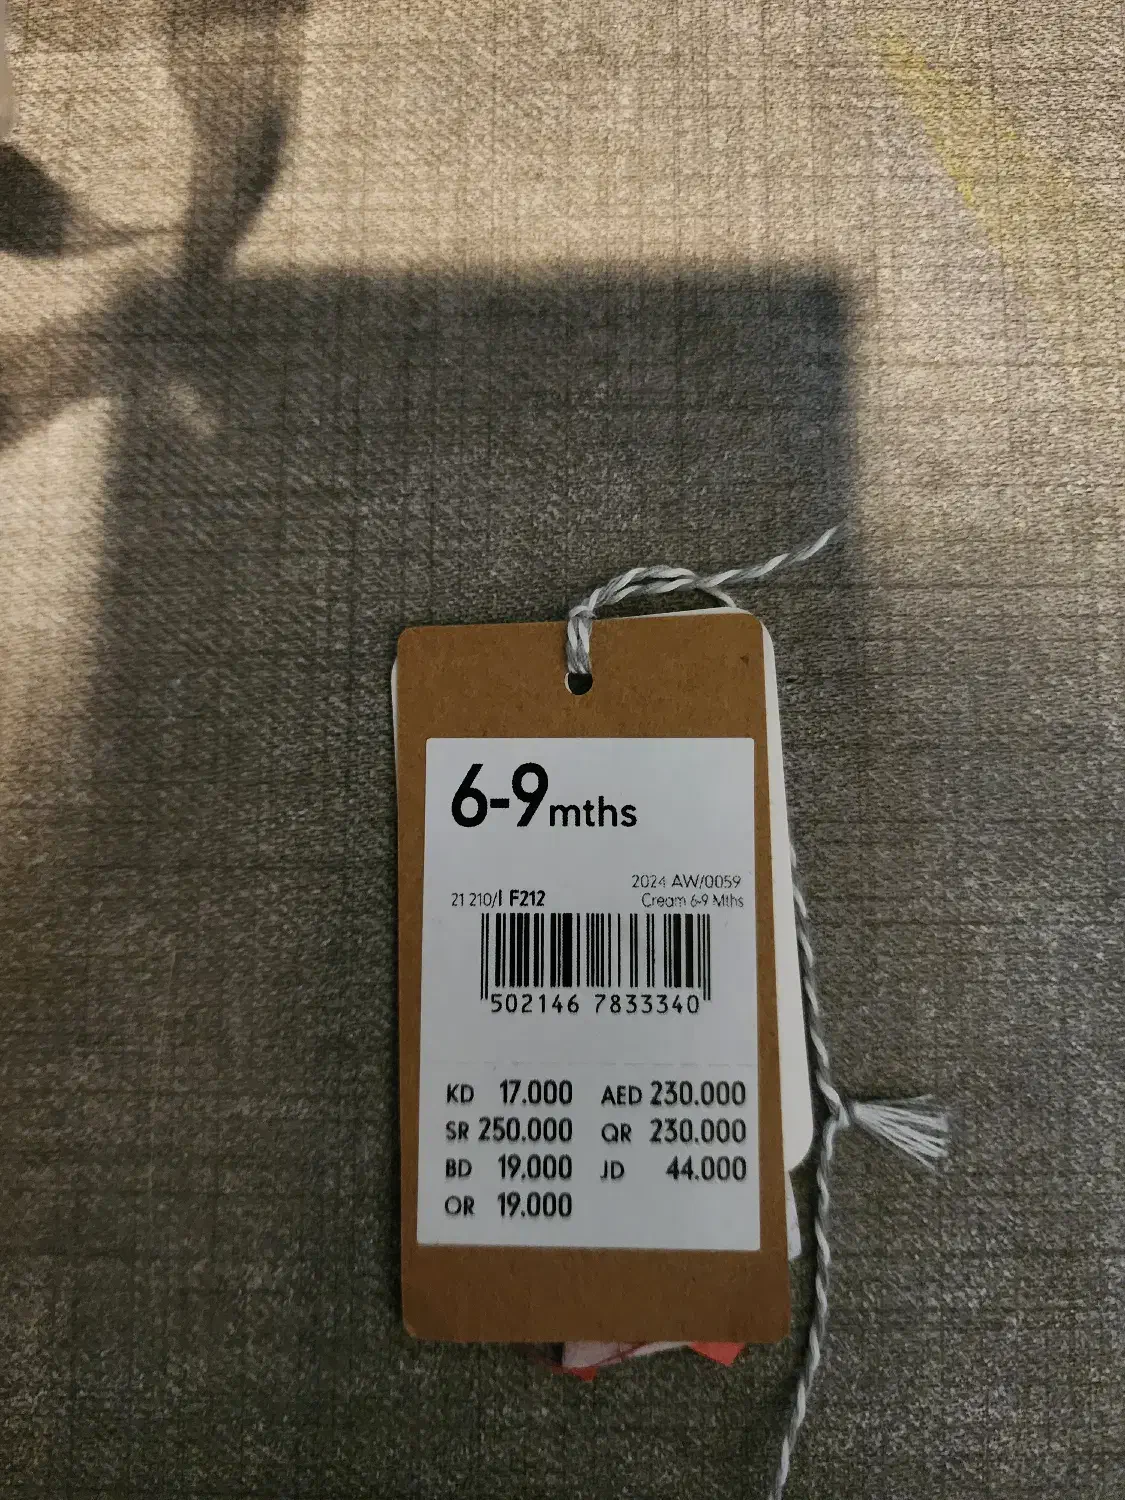 6-9mths
2024 AW/0059
21 210/I F212 Cream 6-9 Mths
502146 7833340
KD 17.000 AED 230.000
SR 250.000 QR 230.000
BD 19.000 JD 44.000
OR 19.000